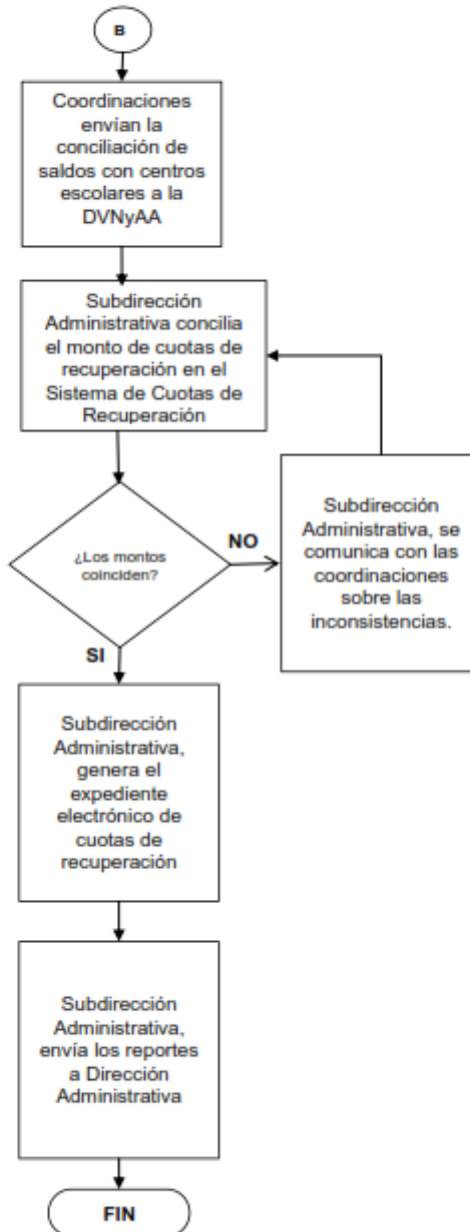 B
Coordinaciones
envían la
conciliación de
saldos con centros
escolares a la
DVNyAA
Subdirección
Administrativa concilia
el monto de cuotas de
recuperación en el
Sistema de Cuotas de
Recuperación
¿Los montos
coinciden?
NO
Subdirección
Administrativa, se
comunica con las
coordinaciones
sobre las
inconsistencias.
SI
Subdirección
Administrativa,
genera el
expediente
electrónico de
cuotas de
recuperación
Subdirección
Administrativa,
envía los reportes
a Dirección
Administrativa
FIN